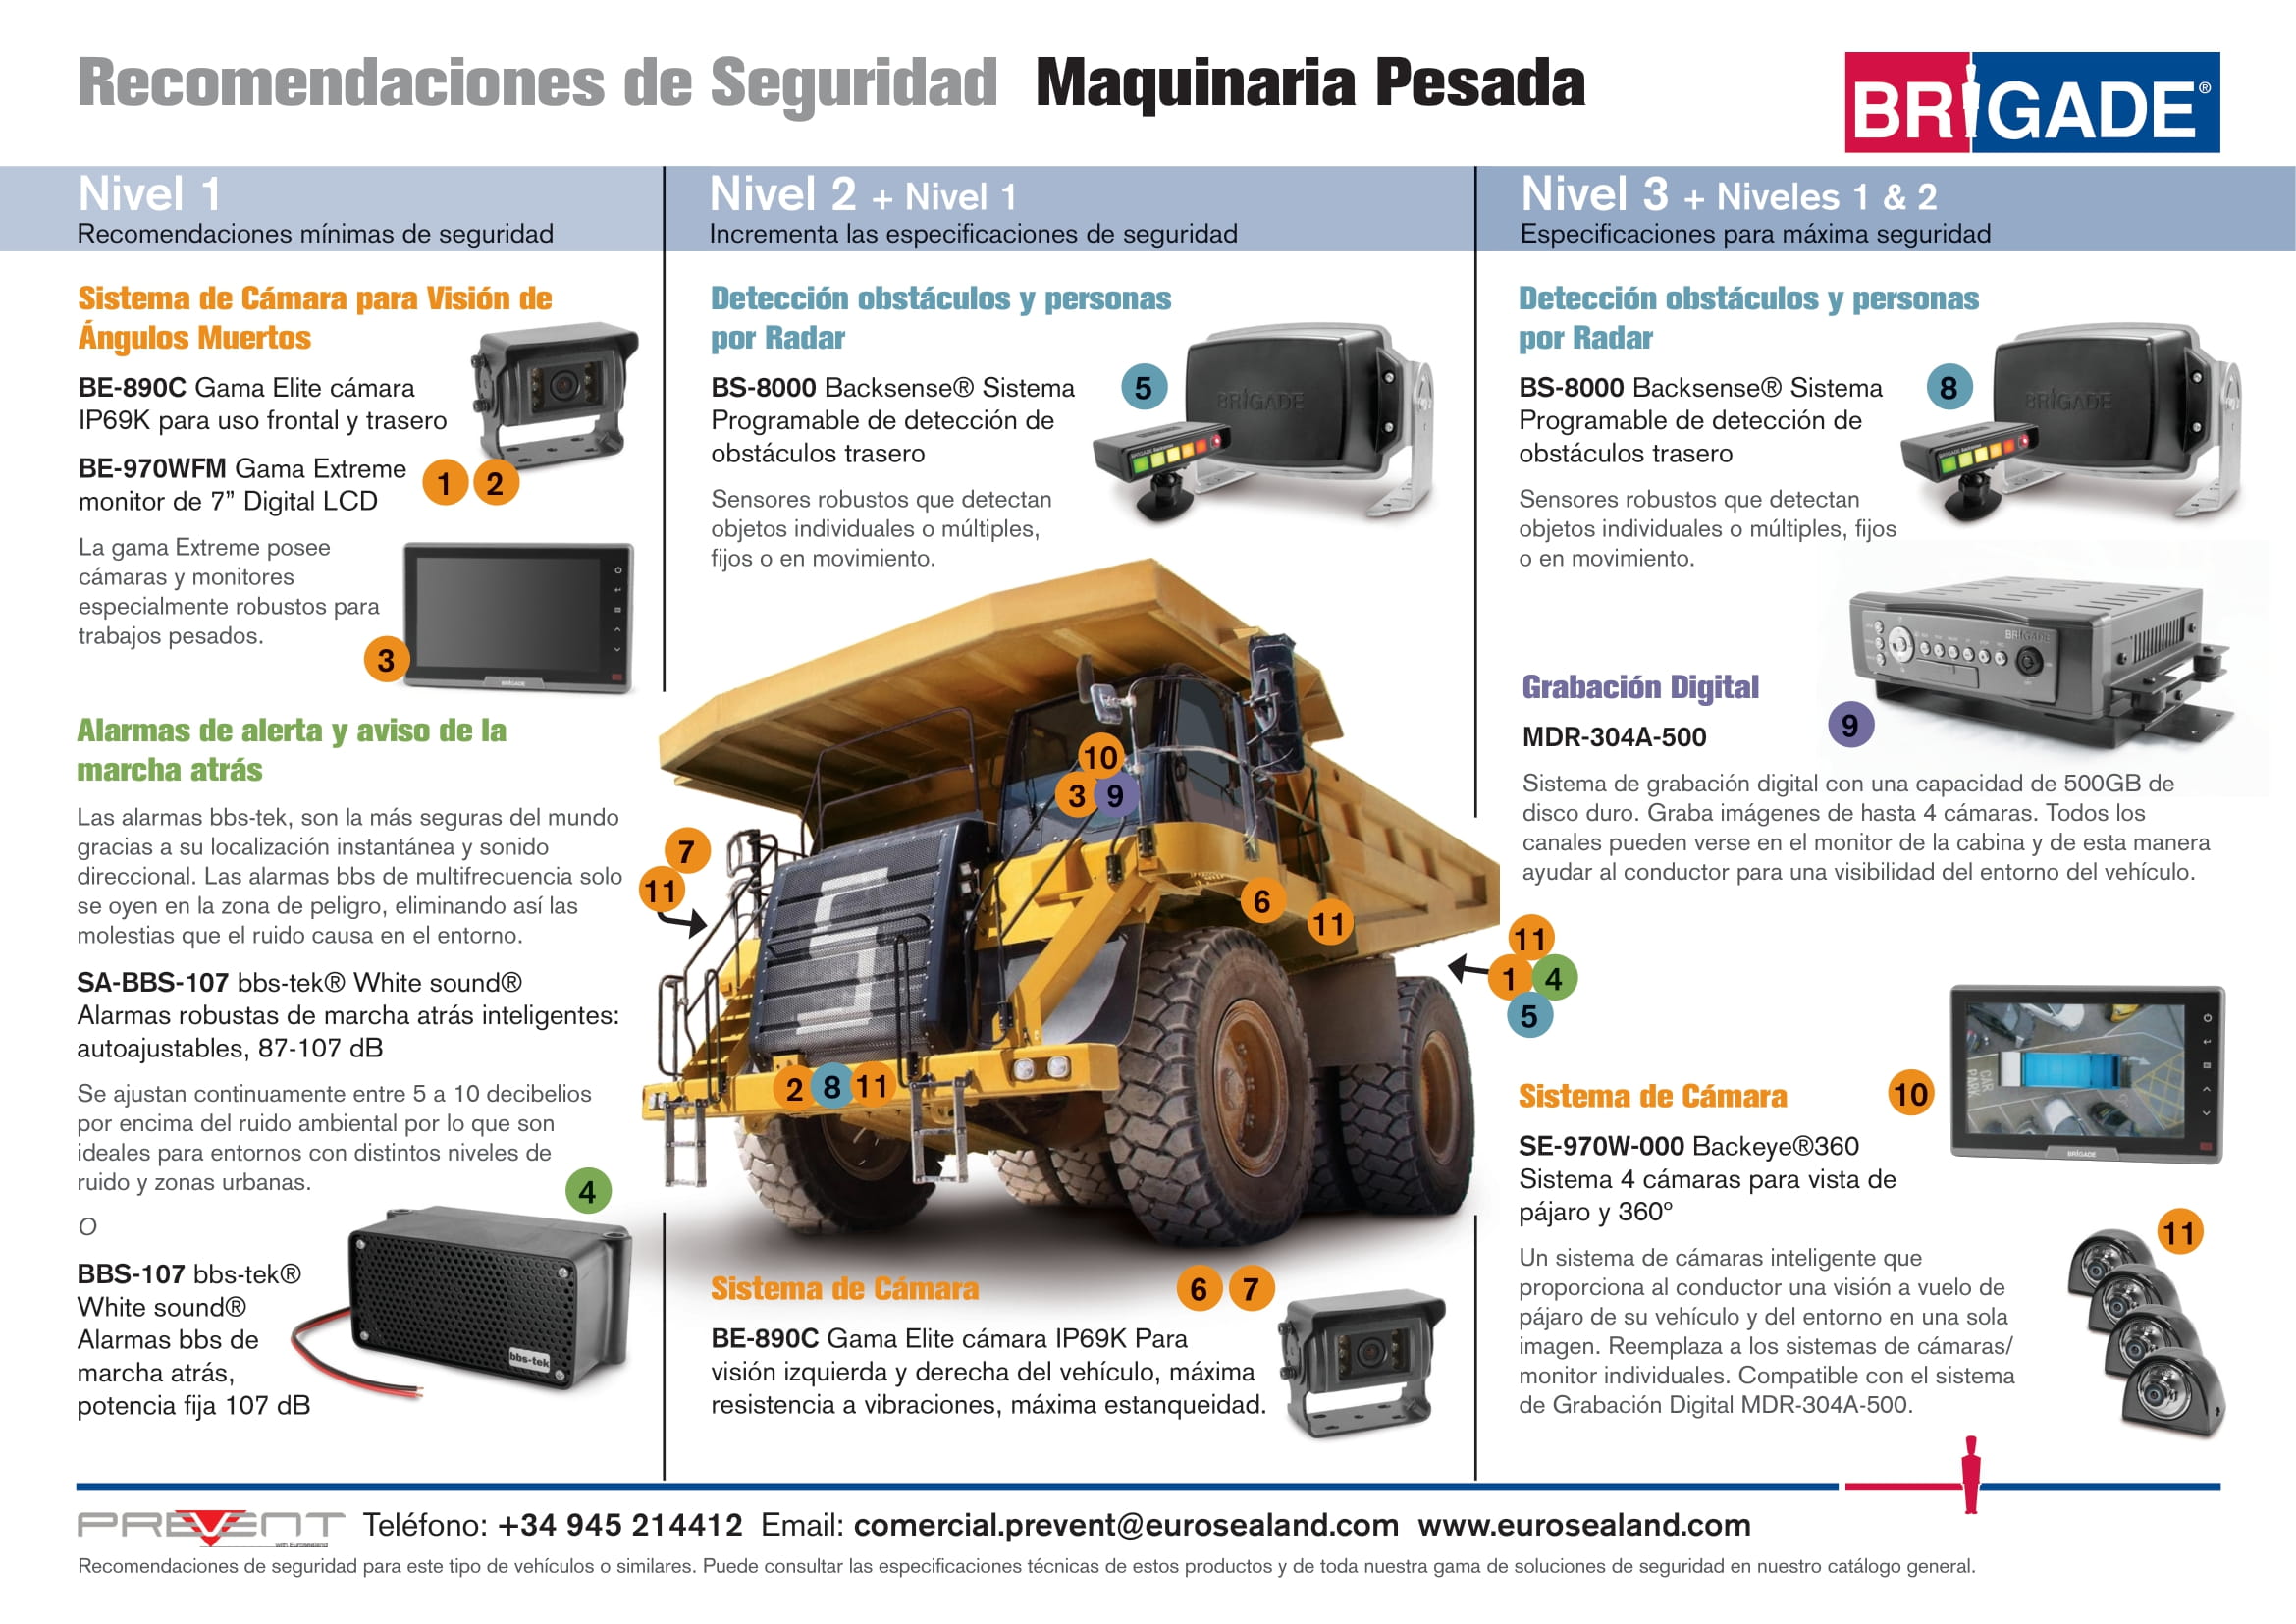 Recomendaciones de Seguridad Maquinaria Pesada
BRIGADE®
Nivel 1
Recomendaciones mínimas de seguridad
Sistema de Cámara para Visión de
Ángulos Muertos
BE-890C Gama Elite cámara
IP69K para uso frontal y trasero
BE-970WFM Gama Extreme
monitor de 7” Digital LCD
1 2
La gama Extreme posee
cámaras y monitores
especialmente robustos para
trabajos pesados.
3
BRIGADE
Alarmas de alerta y aviso de la
marcha atrás
Las alarmas bbs-tek, son la más seguras del mundo
gracias a su localización instantánea y sonido
direccional. Las alarmas bbs de multifrecuencia solo
se oyen en la zona de peligro, eliminando así las
molestias que el ruido causa en el entorno.
SA-BBS-107 bbs-tek® White sound®
Alarmas robustas de marcha atrás inteligentes:
autoajustables, 87-107 dB
Se ajustan continuamente entre 5 a 10 decibelios
por encima del ruido ambiental por lo que son
ideales para entornos con distintos niveles de
ruido y zonas urbanas.
4
O
BBS-107 bbs-tek®
White sound®
Alarmas bbs de
marcha atrás,
potencia fija 107 dB
bbs-tek
Nivel 2 + Nivel 1
Incrementa las especificaciones de seguridad
Detección obstáculos y personas
por Radar
BS-8000 Backsense® Sistema
Programable de detección de
obstáculos trasero
5
BRIGADE
Sensores robustos que detectan
objetos individuales o múltiples,
fijos o en movimiento.
10
3 9
7
11
6
11
11
1 4
5
2 8 11
Sistema de Cámara
6 7
BE-890C Gama Elite cámara IP69K Para
visión izquierda y derecha del vehículo, máxima
resistencia a vibraciones, máxima estanqueidad.
Nivel 3 + Niveles 1 & 2
Especificaciones para máxima seguridad
Detección obstáculos y personas
por Radar
BS-8000 Backsense® Sistema
Programable de detección de
obstáculos trasero
8
BRIGADE
Sensores robustos que detectan
objetos individuales o múltiples, fijos
o en movimiento.
BRIGADE
Grabación Digital
9
MDR-304A-500
Sistema de grabación digital con una capacidad de 500GB de
disco duro. Graba imágenes de hasta 4 cámaras. Todos los
canales pueden verse en el monitor de la cabina y de esta manera
ayudar al conductor para una visibilidad del entorno del vehículo.
Sistema de Cámara
10
CAR
PARK
BRIGADE
SE-970W-000 Backeye®360
Sistema 4 cámaras para vista de
pájaro y 360º
11
Un sistema de cámaras inteligente que
proporciona al conductor una visión a vuelo de
pájaro de su vehículo y del entorno en una sola
imagen. Reemplaza a los sistemas de cámaras/
monitor individuales. Compatible con el sistema
de Grabación Digital MDR-304A-500.
PREVENT
with Eurosealand
Teléfono: +34 945 214412 Email: comercial.prevent@eurosealand.com www.eurosealand.com
Recomendaciones de seguridad para este tipo de vehículos o similares. Puede consultar las especificaciones técnicas de estos productos y de toda nuestra gama de soluciones de seguridad en nuestro catálogo general.